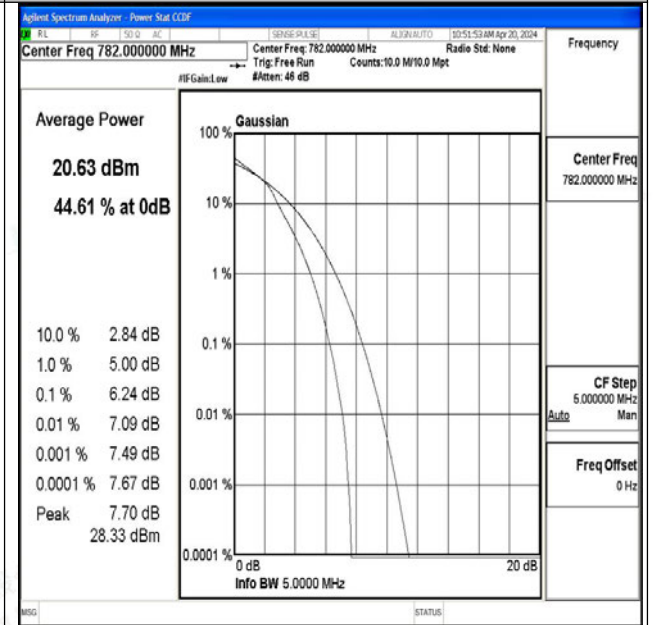 Agilent Spectrum Analyzer - Power Stat CCDF
RL RF 50 Ω AC SENSE:PULSE ALIGN AUTO 10:51:53 AM Apr 20, 2024
Center Freq 782.000000 MHz
Center Freq: 782.000000 MHz Radio Std: None
Trig: Free Run Counts:10.0 M/10.0 Mpt
#IFGain:Low #Atten: 46 dB
Frequency
Average Power
20.63 dBm
44.61 % at 0dB
10.0 % 2.84 dB
1.0 % 5.00 dB
0.1 % 6.24 dB
0.01 % 7.09 dB
0.001 % 7.49 dB
0.0001 % 7.67 dB
Peak 7.70 dB
28.33 dBm
Gaussian
100 %
10 %
1 %
0.1 %
0.01 %
0.001 %
0.0001 %
0 dB 20 dB
Info BW 5.0000 MHz
Center Freq
782.000000 MHz
CF Step
5.000000 MHz
Auto Man
Freq Offset
0 Hz
MSG STATUS